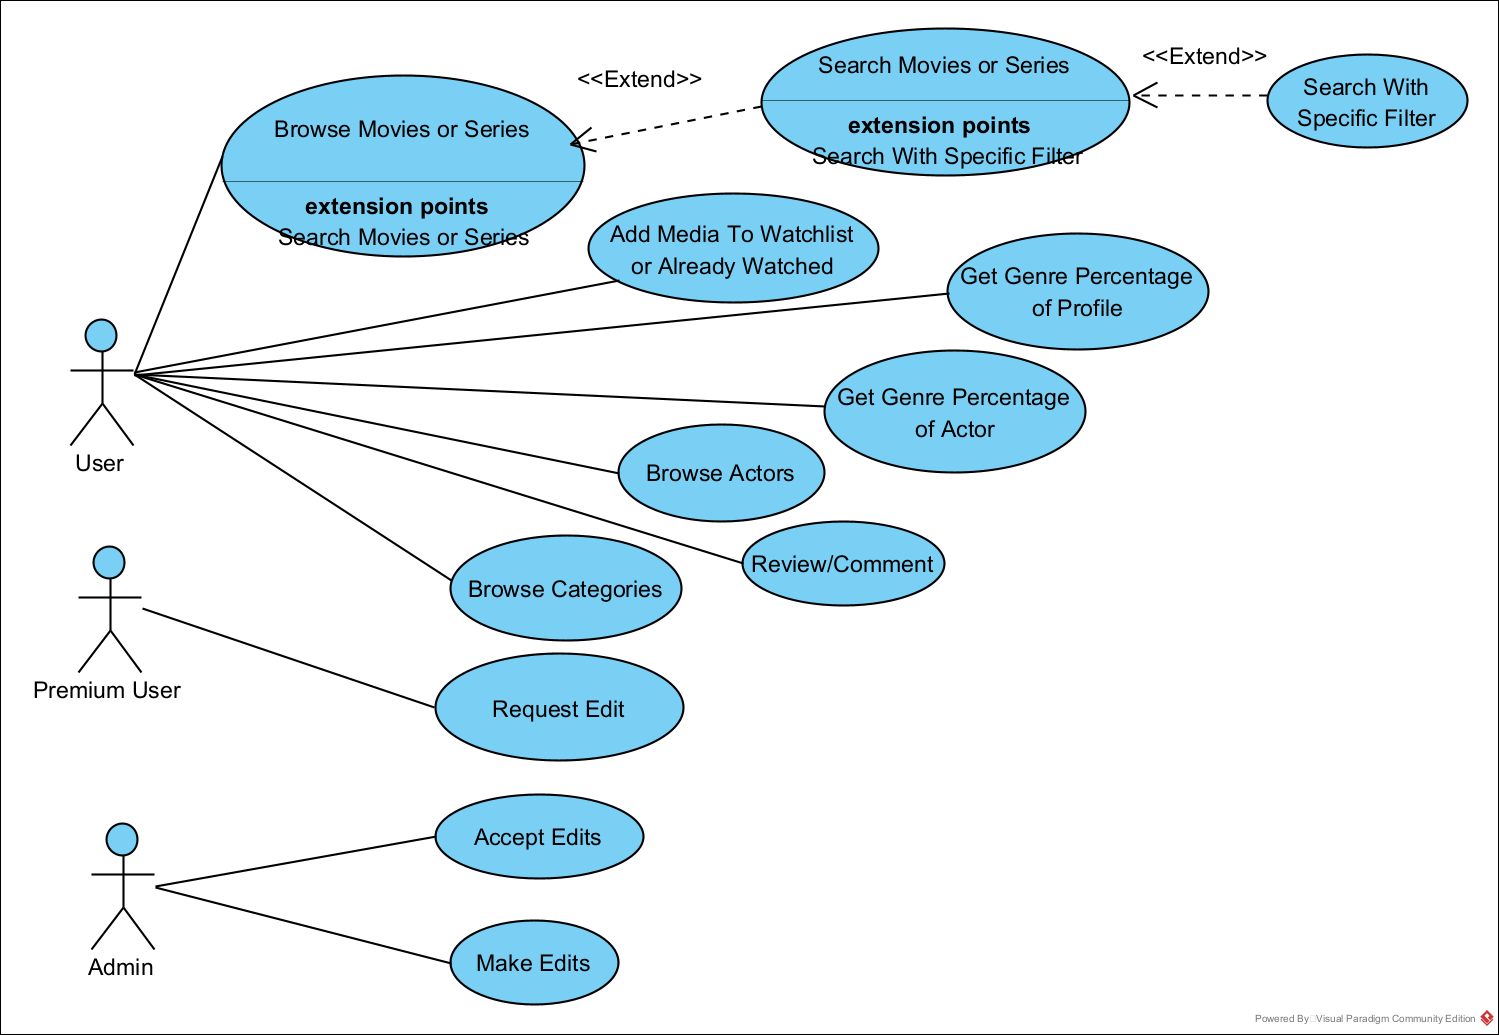 <<Extend>>
Search Movies or Series
extension points
Search With Specific Filter
<<Extend>>
Search With
Specific Filter
Browse Movies or Series
extension points
Search Movies or Series
Add Media To Watchlist
or Already Watched
Get Genre Percentage
of Profile
Get Genre Percentage
of Actor
User
Browse Actors
Review/Comment
Browse Categories
Premium User
Request Edit
Accept Edits
Admin
Make Edits
Powered By Visual Paradigm Community Edition